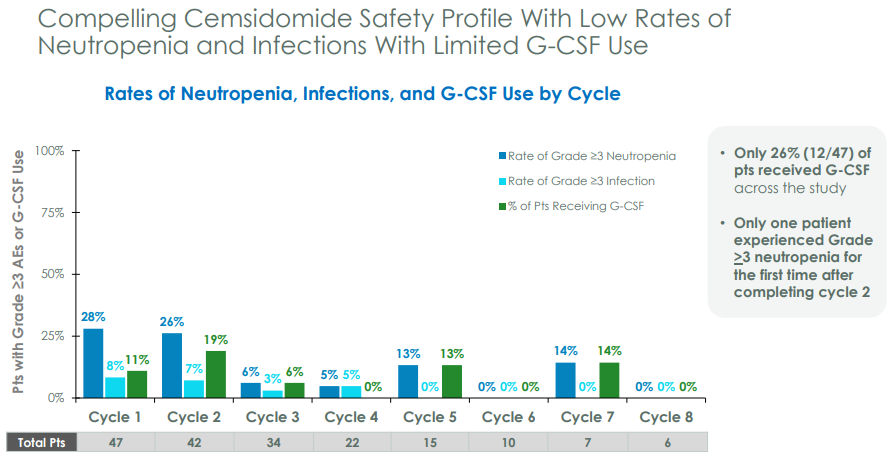 Compelling Cemsidomide Safety Profile With Low Rates of
Neutropenia and Infections With Limited G-CSF Use
Rates of Neutropenia, Infections, and G-CSF Use by Cycle
Pts with Grade ≥3 AEs or G-CSF Use
100%
75%
50%
25%
0%
Rate of Grade ≥3 Neutropenia
Rate of Grade ≥3 Infection
% of Pts Receiving G-CSF
28% 8% 11%
26% 7% 19%
6% 3% 6%
5% 5% 0%
13% 0% 13%
0% 0% 0%
14% 0% 14%
0% 0% 0%
Cycle 1 Cycle 2 Cycle 3 Cycle 4 Cycle 5 Cycle 6 Cycle 7 Cycle 8
Total Pts 47 42 34 22 15 10 7 6
• Only 26% (12/47) of
pts received G-CSF
across the study
• Only one patient
experienced Grade
≥3 neutropenia for
the first time after
completing cycle 2